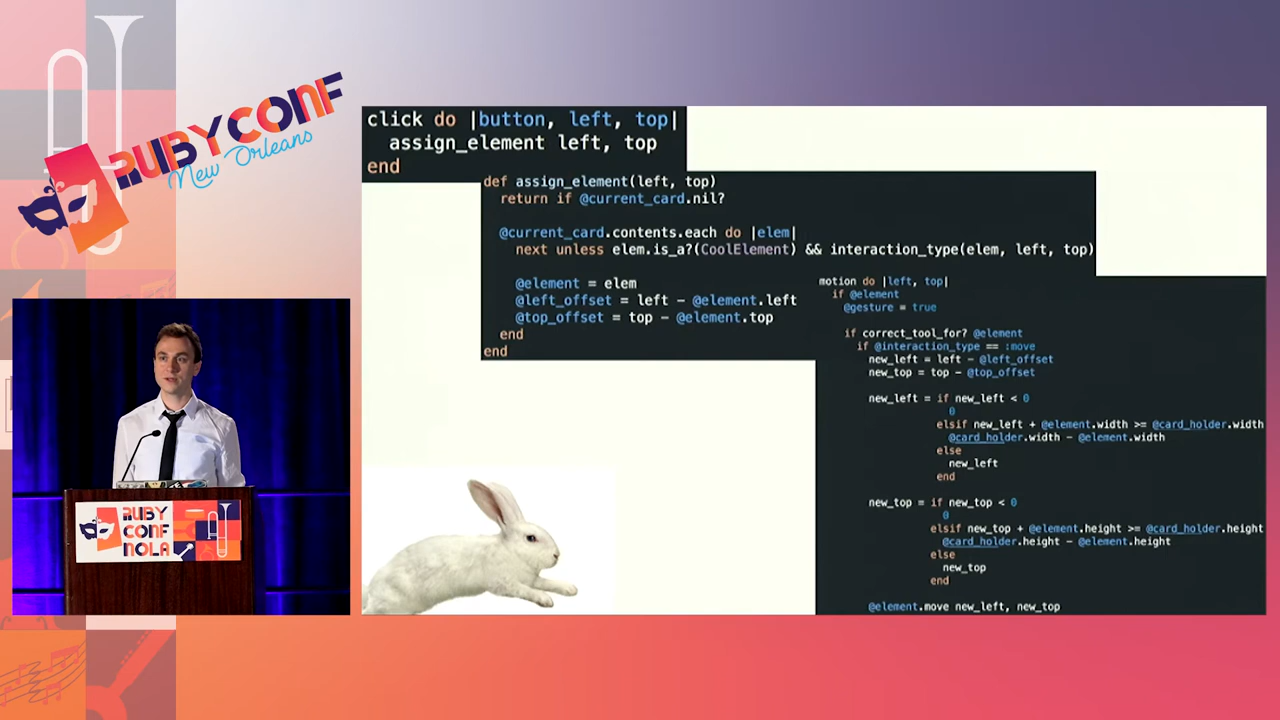 RUBYCONF
New Orleans
RUBY
CONF
NOLA
click do |button, left, top|
  assign_element left, top
end
def assign_element(left, top)
  return if @current_card.nil?
  @current_card.contents.each do |elem|
    next unless elem.is_a?(CoolElement) && interaction_type(elem, left, top)
    @element = elem
    @left_offset = left - @element.left
    @top_offset = top - @element.top
  end
end
motion do |left, top|
  if @element
    @gesture = true
    if correct_tool_for? @element
      if @interaction_type == :move
        new_left = left - @left_offset
        new_top = top - @top_offset
        new_left = if new_left < 0
                     0
                   elsif new_left + @element.width >= @card_holder.width
                     @card_holder.width - @element.width
                   else
                     new_left
                   end
        new_top = if new_top < 0
                    0
                  elsif new_top + @element.height >= @card_holder.height
                    @card_holder.height - @element.height
                  else
                    new_top
                  end
        @element.move new_left, new_top